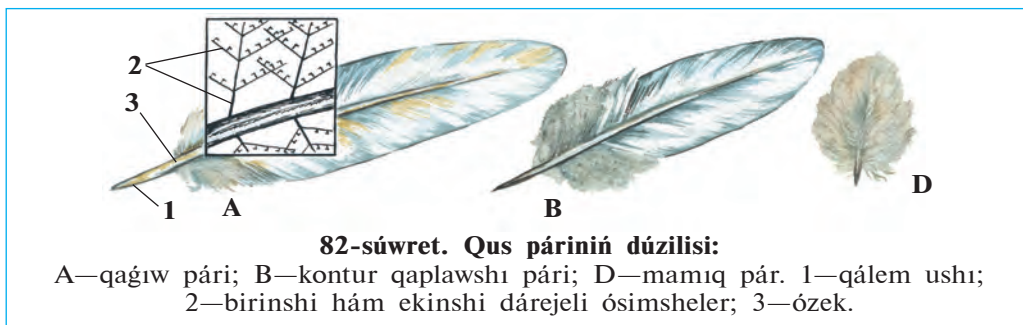 2
3
1
A
B
D
82-súwret. Qus páriniń dúzilisi:
A—qaǵıw pári; B—kontur qaplawshı pári; D—mamıq pár. 1—qálem ushı;
2—birinshi hám ekinshi dárejeli ósimsheler; 3—ózek.